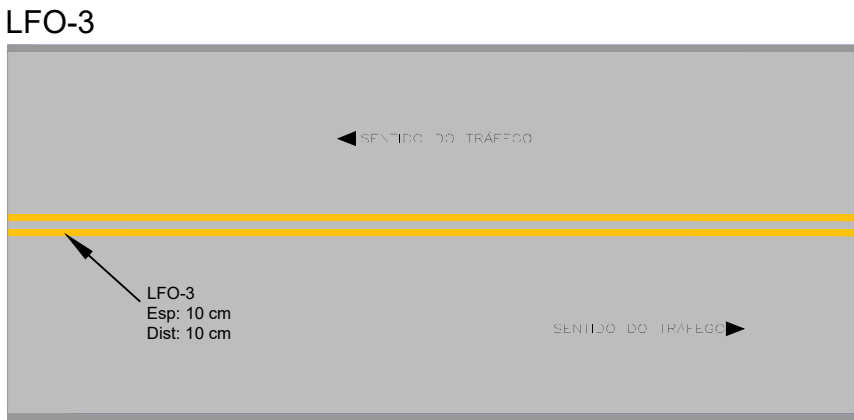 LFO-3
SENTIDO DO TRÁFEGO
LFO-3
Esp: 10 cm
Dist: 10 cm
SENTIDO DO TRÁFEGO